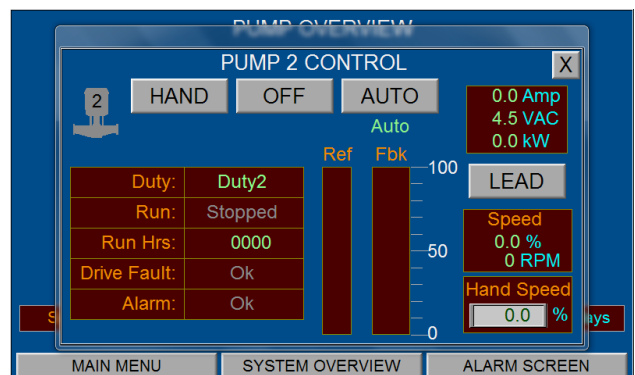 PUMP OVERVIEW
PUMP 2 CONTROL
X
2
HAND
OFF
AUTO
Auto
0.0 Amp
4.5 VAC
0.0 kW
Ref
Fbk
100
50
0
LEAD
Duty: Duty2
Run: Stopped
Run Hrs: 0000
Drive Fault: Ok
Alarm: Ok
Speed
0.0 %
0 RPM
Hand Speed
0.0 %
MAIN MENU
SYSTEM OVERVIEW
ALARM SCREEN